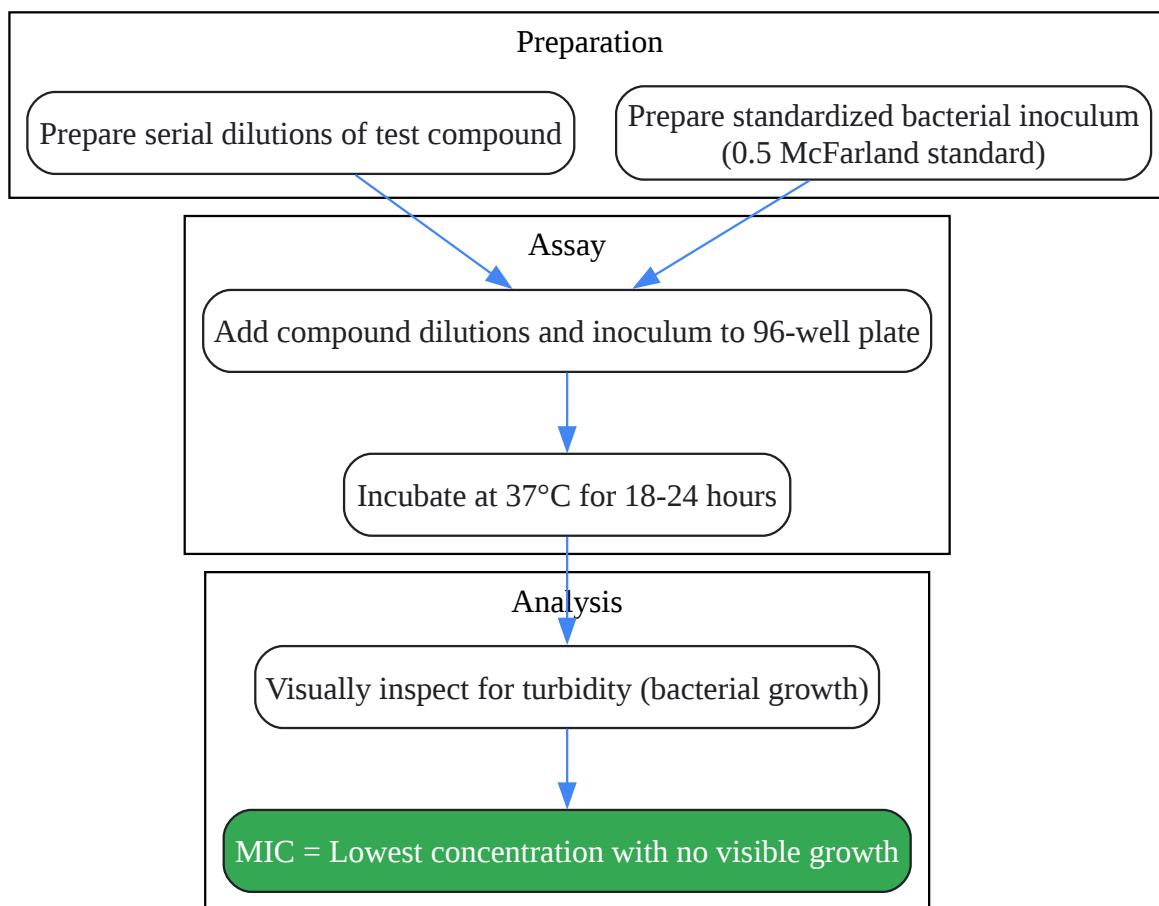 Preparation
Prepare serial dilutions of test compound
Prepare standardized bacterial inoculum
(0.5 McFarland standard)
Assay
Add compound dilutions and inoculum to 96-well plate
Incubate at 37°C for 18-24 hours
Analysis
Visually inspect for turbidity (bacterial growth)
MIC = Lowest concentration with no visible growth